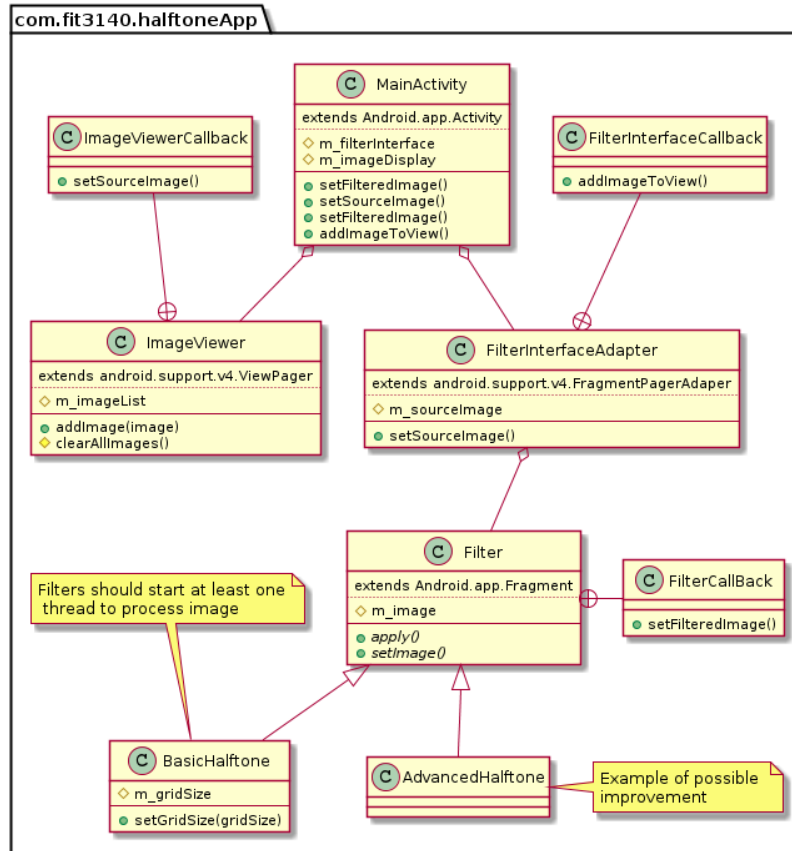 com.fit3140.halftoneApp
C MainActivity
extends Android.app.Activity
m_filterInterface
m_imageDisplay
setFilteredImage()
setSourceImage()
setFilteredImage()
addImageToView()
C ImageViewerCallback
setSourceImage()
C FilterInterfaceCallback
addImageToView()
C ImageViewer
extends android.support.v4.ViewPager
m_imageList
addImage(image)
clearAllImages()
C FilterInterfaceAdapter
extends android.support.v4.FragmentPagerAdaper
m_sourceImage
setSourceImage()
C Filter
extends Android.app.Fragment
m_image
apply()
setImage()
C FilterCallBack
setFilteredImage()
Filters should start at least one
thread to process image
C BasicHalftone
m_gridSize
setGridSize(gridSize)
C AdvancedHalftone
Example of possible
improvement